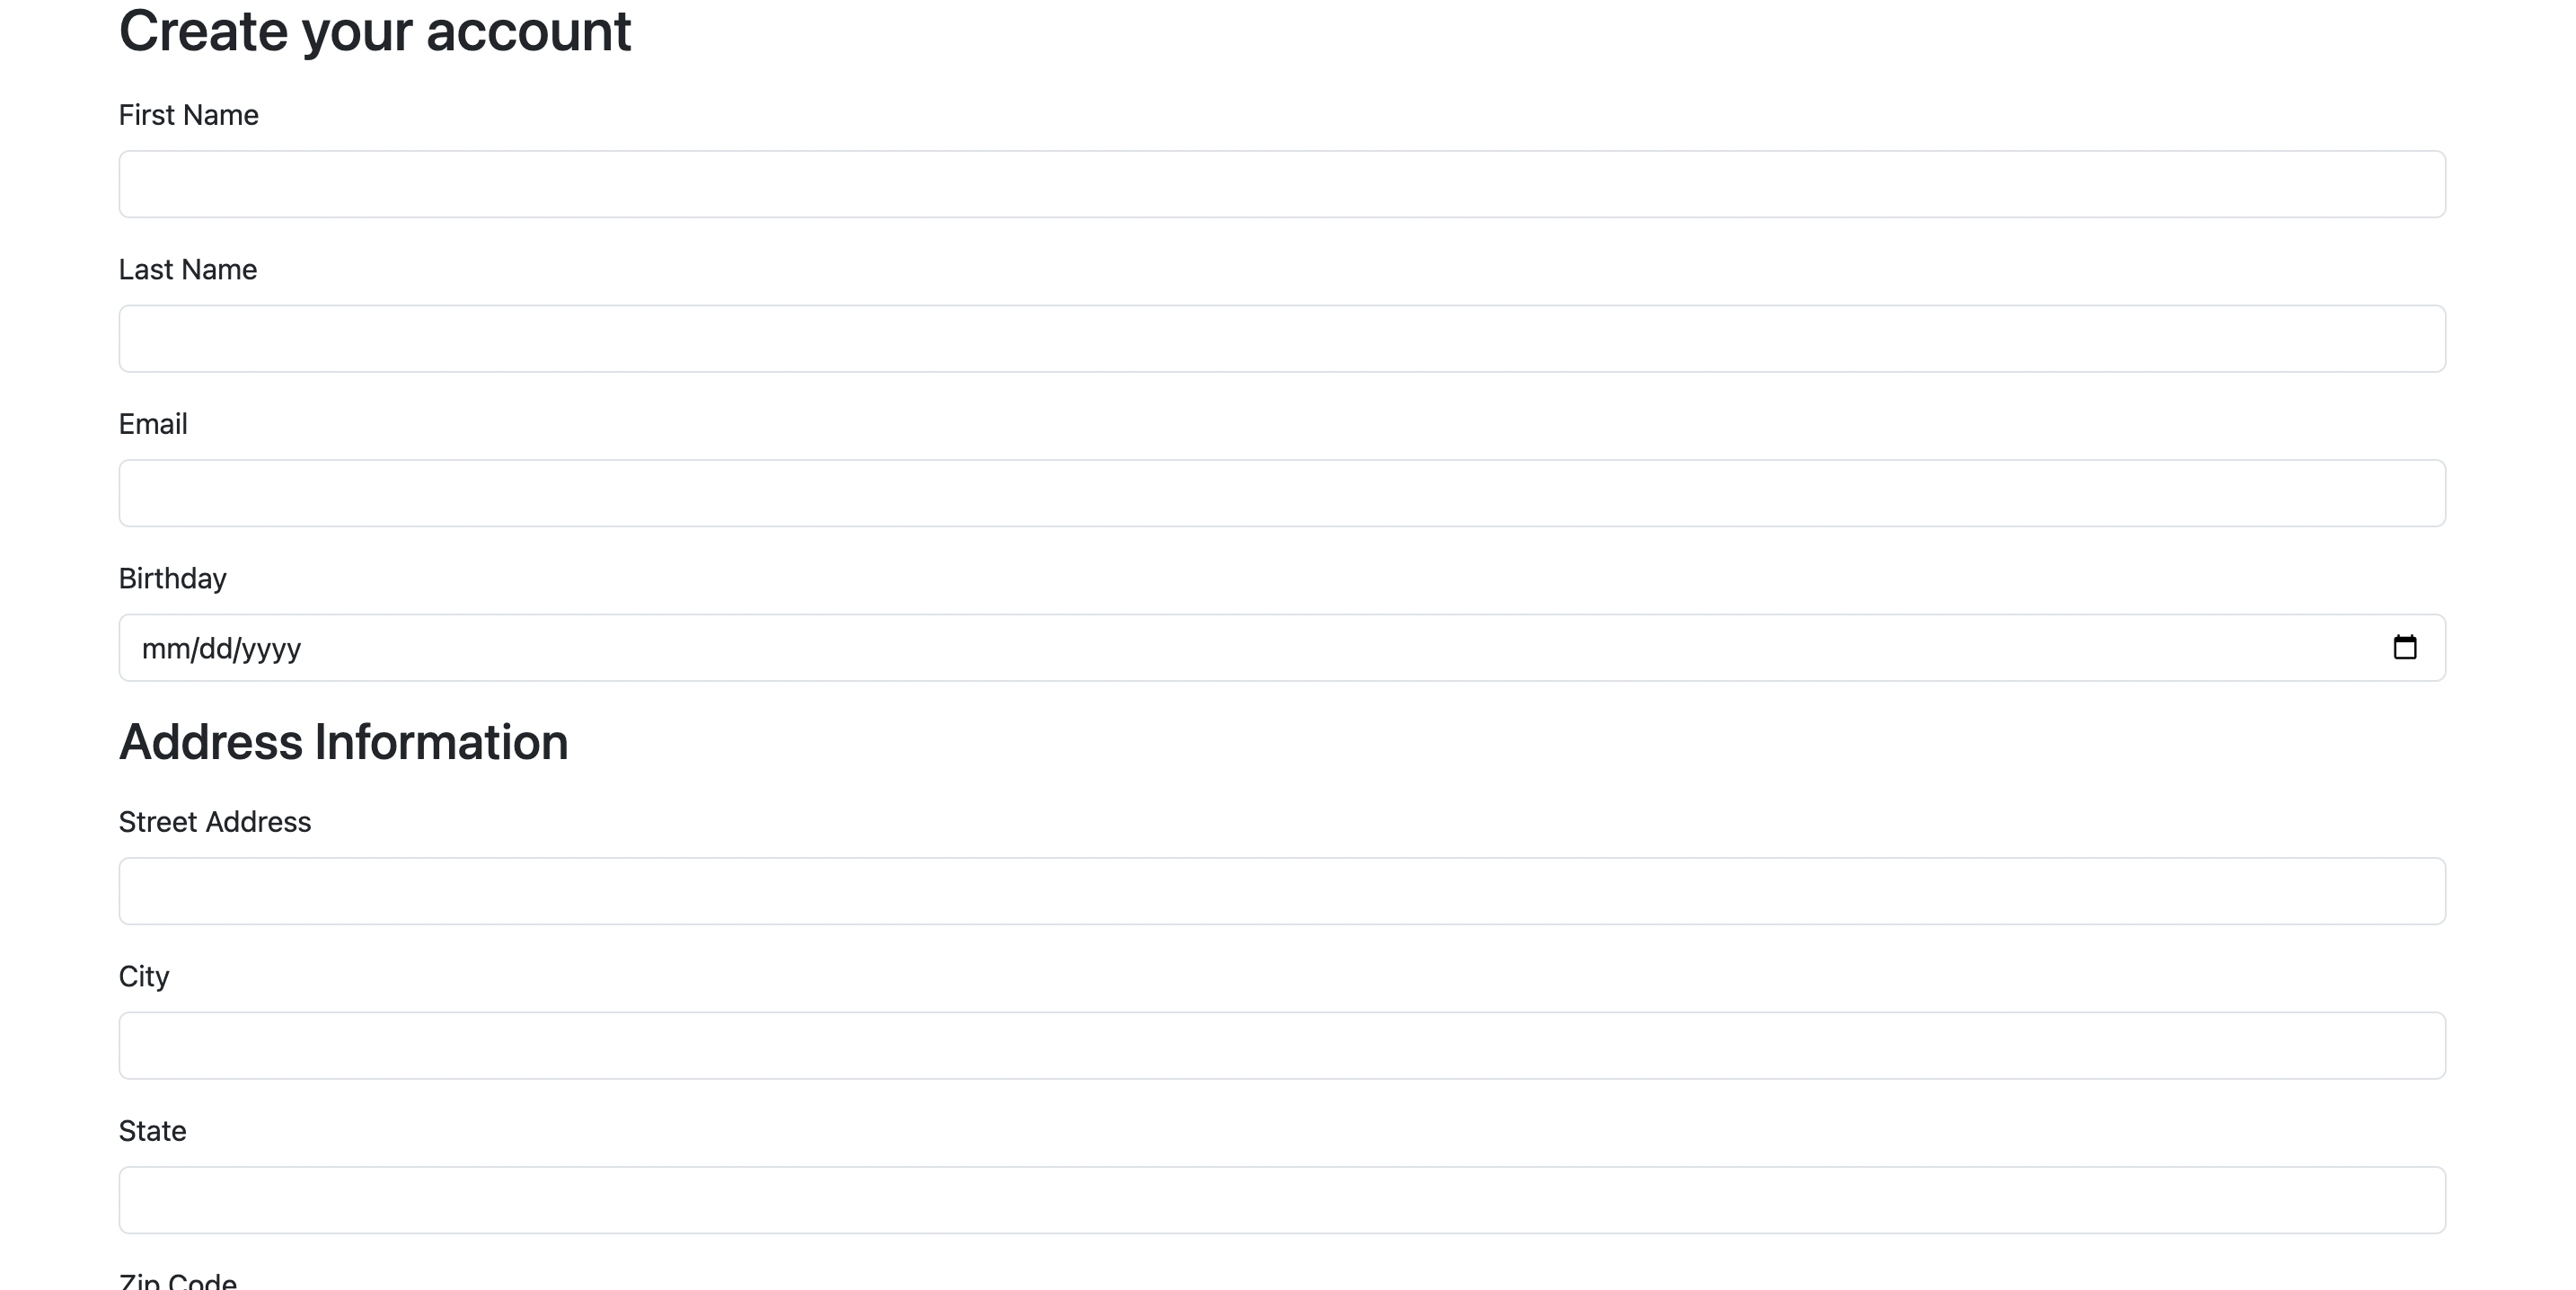 Create your account
First Name
Last Name
Email
Birthday
mm/dd/yyyy
Address Information
Street Address
City
State
Zip Code